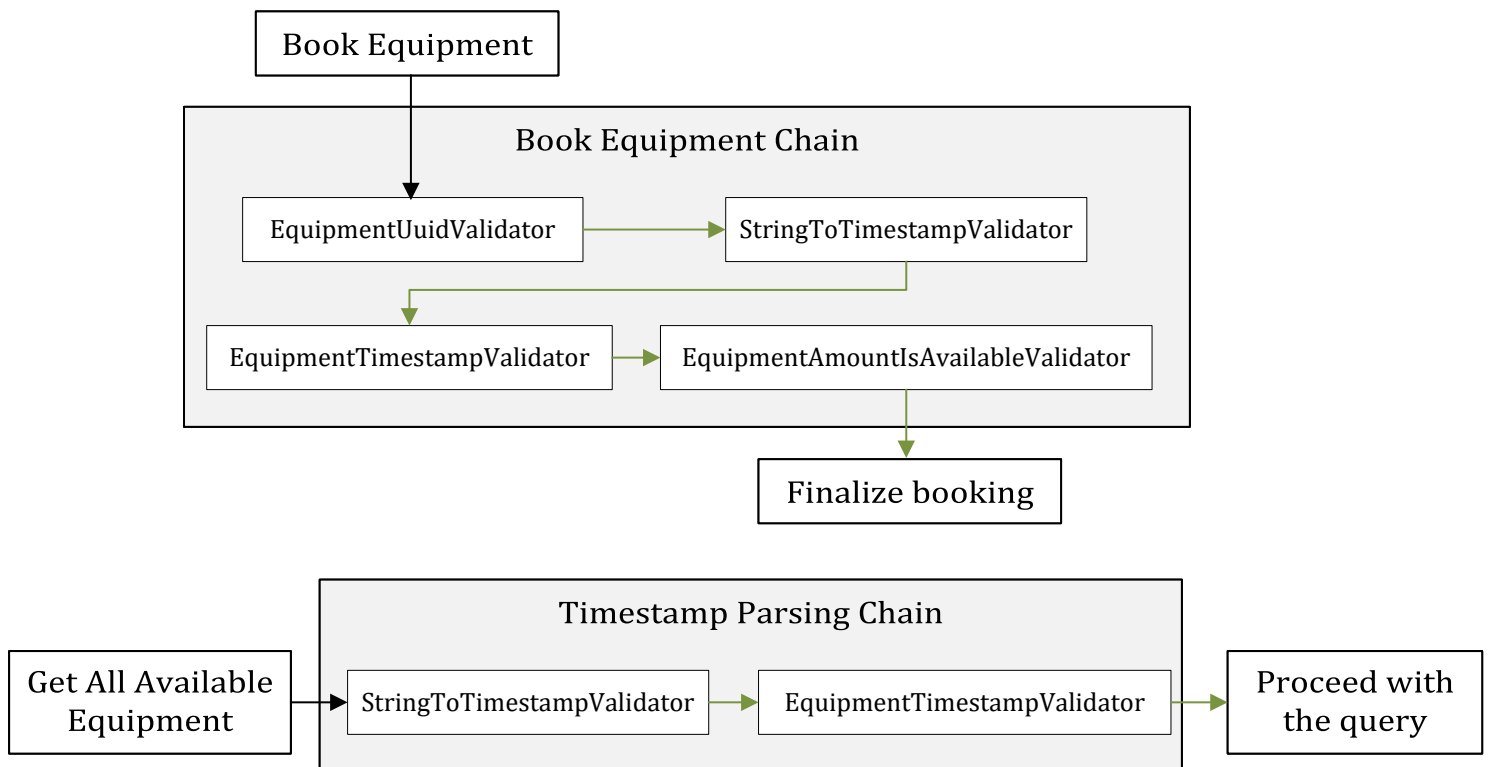 Book Equipment
Book Equipment Chain
EquipmentUuidValidator
StringToTimestampValidator
EquipmentTimestampValidator
EquipmentAmountIsAvailableValidator
Finalize booking
Timestamp Parsing Chain
Get All Available
Equipment
StringToTimestampValidator
EquipmentTimestampValidator
Proceed with
the query